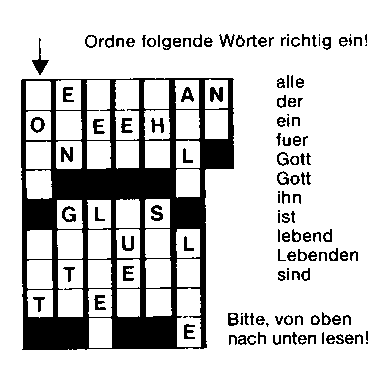 Ordne folgende Wörter richtig ein!
E A N
O E E H
N L
G L S
U L
T E
T E
E
alle
der
ein
fuer
Gott
Gott
ihn
ist
lebend
Lebenden
sind
Bitte, von oben
nach unten lesen!